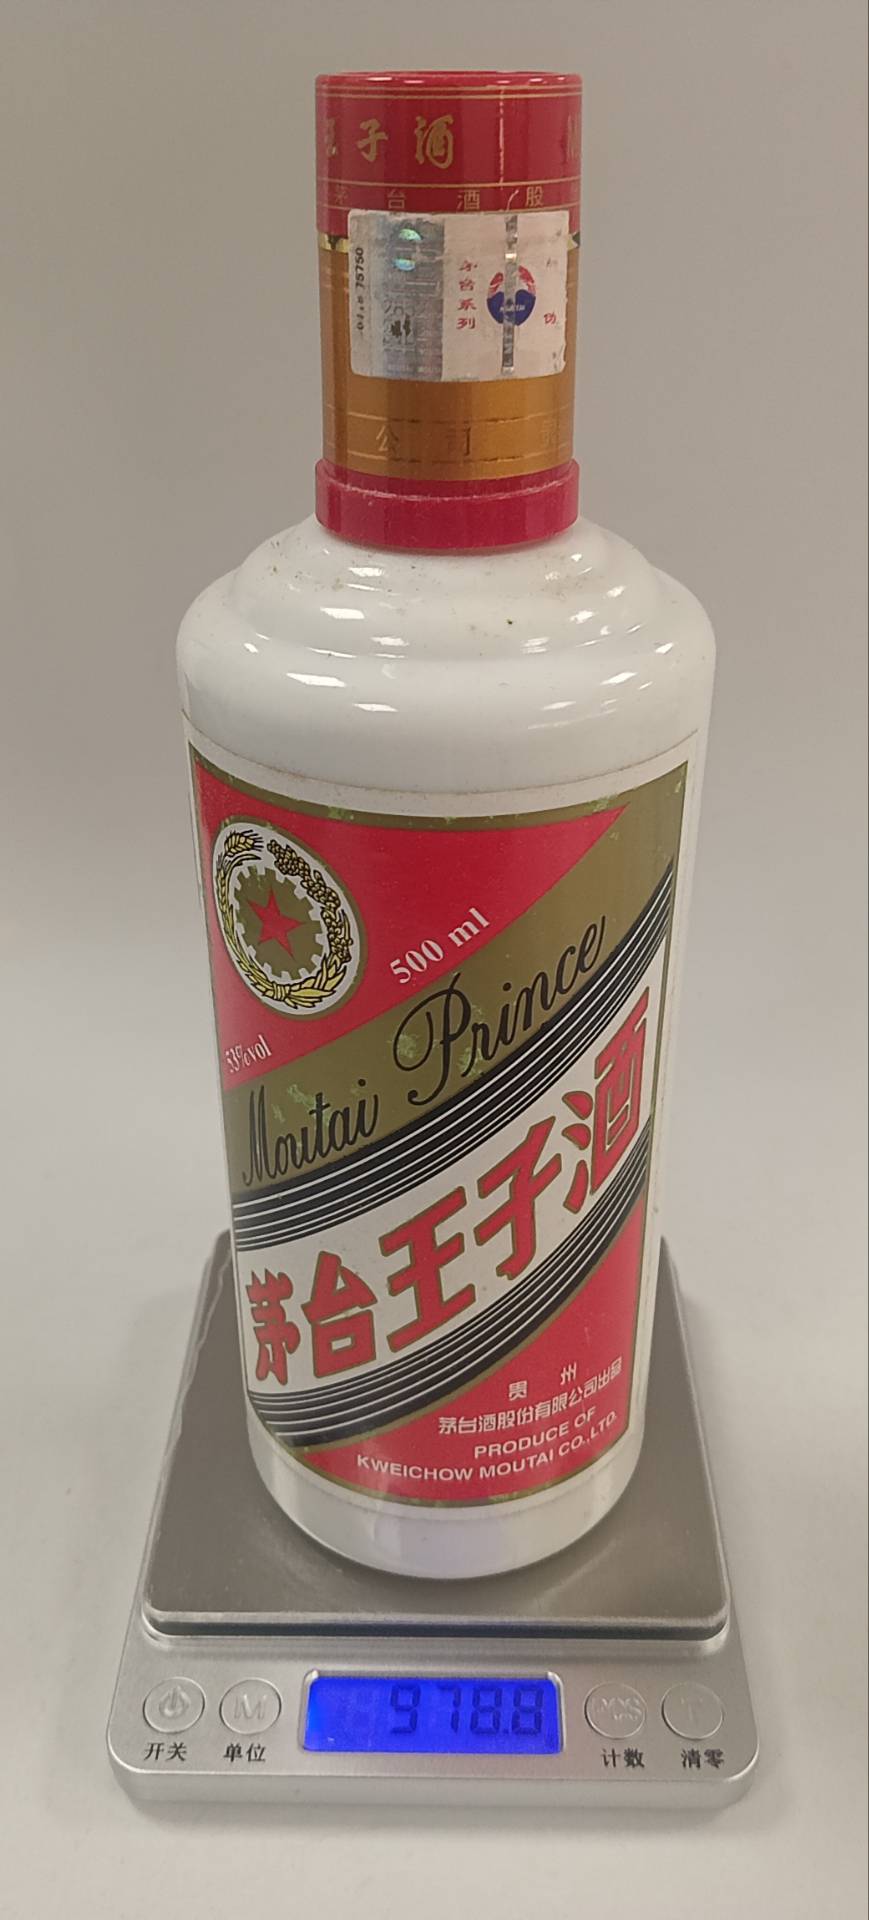 王子酒
茅台酒股
75750
茅台系列
公司
500 ml
53%vol
Moutai Prince
茅台王子酒
贵州
茅台酒股份有限公司出品
PRODUCE OF
KWEICHOW MOUTAI CO.,LTD.
978.8
M
开关
单位
计数
清零